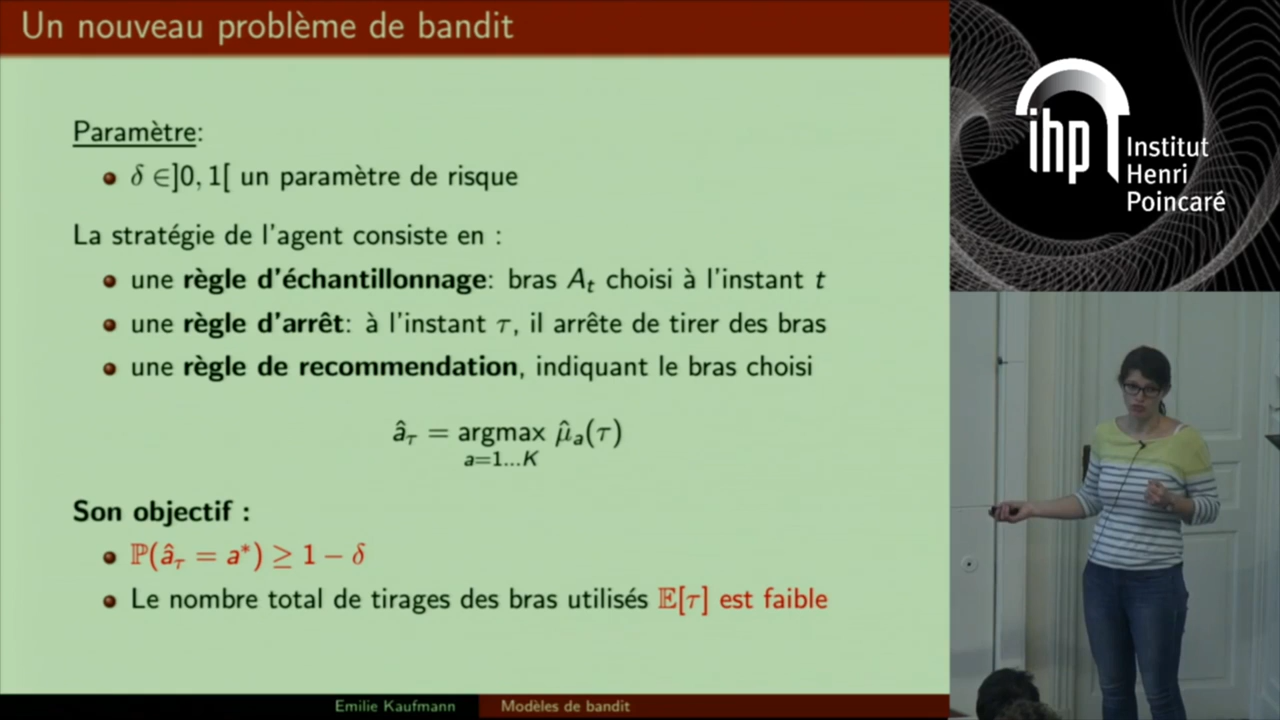 Un nouveau problème de bandit
Paramètre:
δ ∈]0, 1[ un paramètre de risque
La stratégie de l'agent consiste en :
une règle d'échantillonnage: bras Aₜ choisi à l'instant t
une règle d'arrêt: à l'instant τ, il arrête de tirer des bras
une règle de recommendation, indiquant le bras choisi
â_τ = argmax μ̂ₐ(τ)
a=1...K
Son objectif :
ℙ(â_τ = a*) ≥ 1 − δ
Le nombre total de tirages des bras utilisés 𝔼[τ] est faible
Emilie Kaufmann
Modèles de bandit
ihp
Institut
Henri
Poincaré